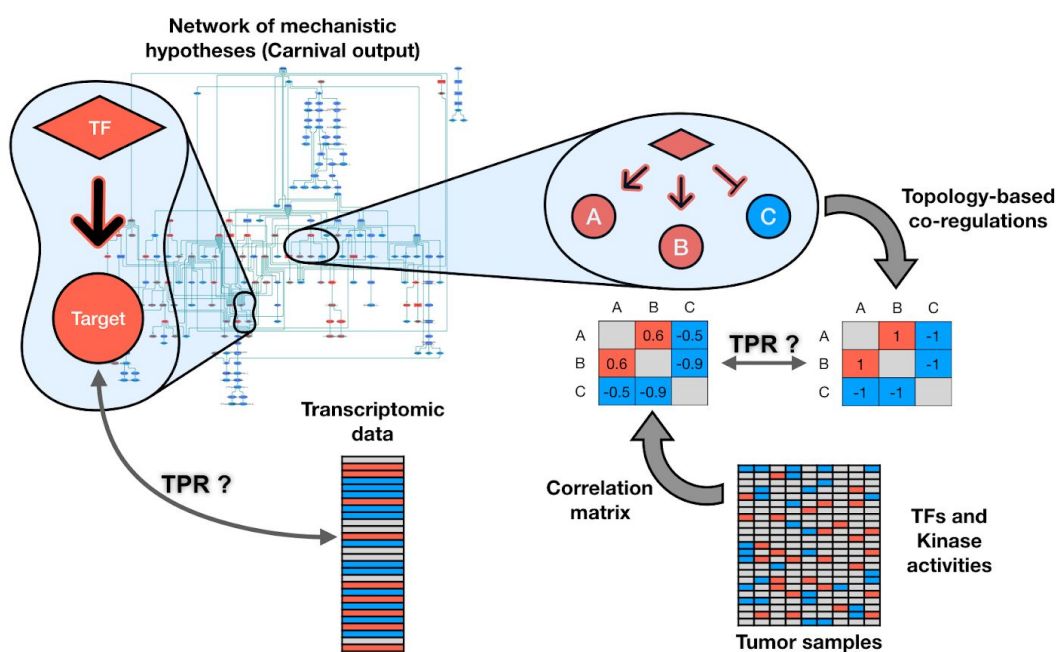 Network of mechanistic
hypotheses (Carnival output)
TF
Target
A
B
C
Topology-based
co-regulations
A B C
A 0.6 -0.5
B 0.6 -0.9
C -0.5 -0.9
TPR ?
A B C
A 1 -1
B 1 -1
C -1 -1
Transcriptomic
data
TPR ?
Correlation
matrix
TFs and
Kinase
activities
Tumor samples